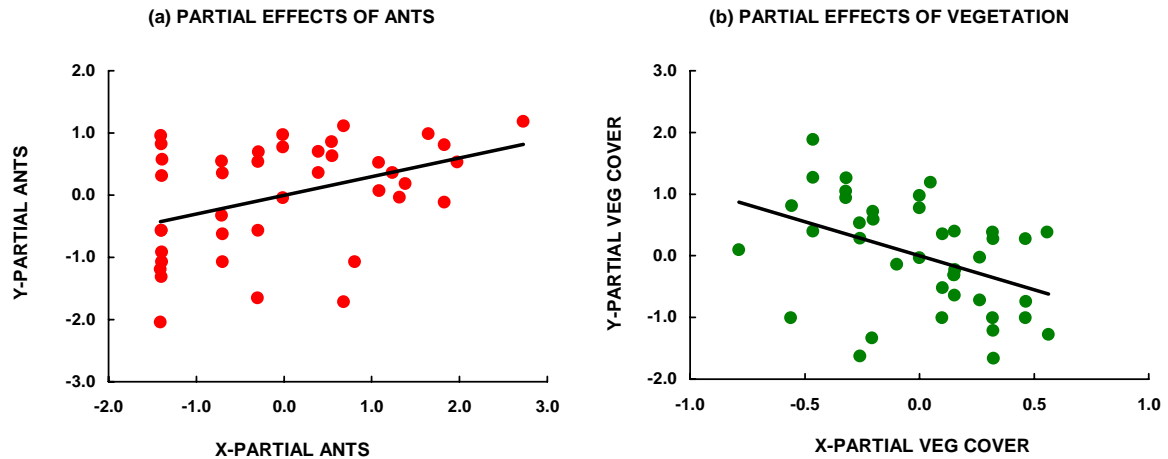 (a) PARTIAL EFFECTS OF ANTS
2.0
1.0
0.0
-1.0
-2.0
-3.0
Y-PARTIAL ANTS
-2.0 -1.0 0.0 1.0 2.0 3.0
X-PARTIAL ANTS
(b) PARTIAL EFFECTS OF VEGETATION
3.0
2.0
1.0
0.0
-1.0
-2.0
Y-PARTIAL VEG COVER
-1.0 -0.5 0.0 0.5 1.0
X-PARTIAL VEG COVER